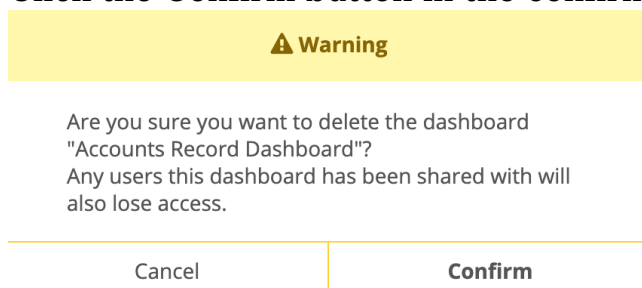 Warning
Are you sure you want to delete the dashboard
"Accounts Record Dashboard"?
Any users this dashboard has been shared with will
also lose access.
Cancel
Confirm